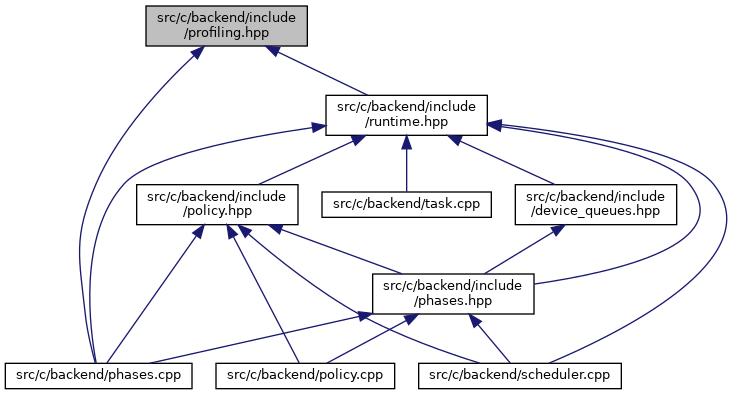 src/c/backend/include
/profiling.hpp
src/c/backend/include
/runtime.hpp
src/c/backend/include
/policy.hpp
src/c/backend/task.cpp
src/c/backend/include
/device_queues.hpp
src/c/backend/include
/phases.hpp
src/c/backend/phases.cpp
src/c/backend/policy.cpp
src/c/backend/scheduler.cpp